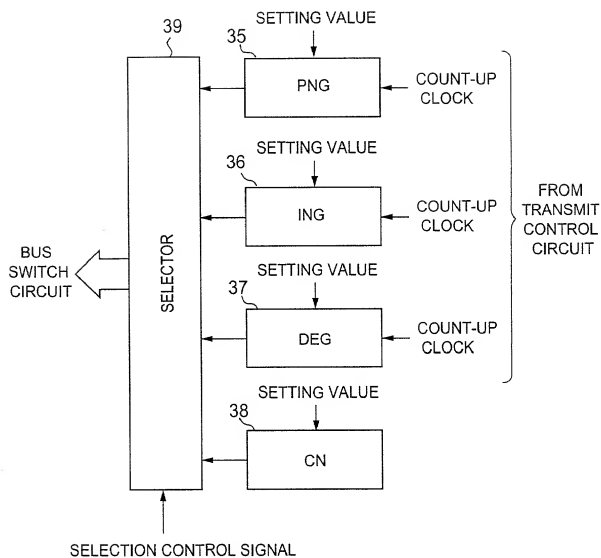 SETTING VALUE
39
35
PNG
COUNT-UP
CLOCK
SETTING VALUE
36
ING
COUNT-UP
CLOCK
FROM
TRANSMIT
CONTROL
CIRCUIT
BUS
SWITCH
CIRCUIT
SELECTOR
SETTING VALUE
37
DEG
COUNT-UP
CLOCK
SETTING VALUE
38
CN
SELECTION CONTROL SIGNAL